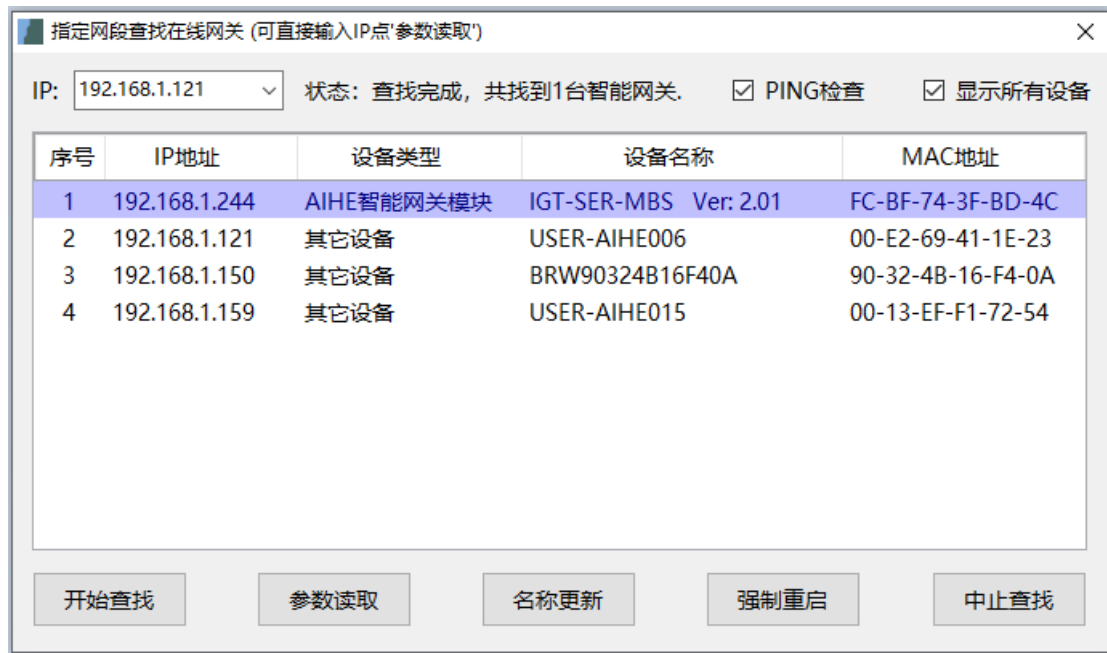 指定网段查找在线网关 (可直接输入IP点'参数读取')
IP: 192.168.1.121 状态：查找完成，共找到1台智能网关. PING检查 显示所有设备
序号 IP地址 设备类型 设备名称 MAC地址
1 192.168.1.244 AIHE智能网关模块 IGT-SER-MBS Ver: 2.01 FC-BF-74-3F-BD-4C
2 192.168.1.121 其它设备 USER-AIHE006 00-E2-69-41-1E-23
3 192.168.1.150 其它设备 BRW90324B16F40A 90-32-4B-16-F4-0A
4 192.168.1.159 其它设备 USER-AIHE015 00-13-EF-F1-72-54
开始查找 参数读取 名称更新 强制重启 中止查找